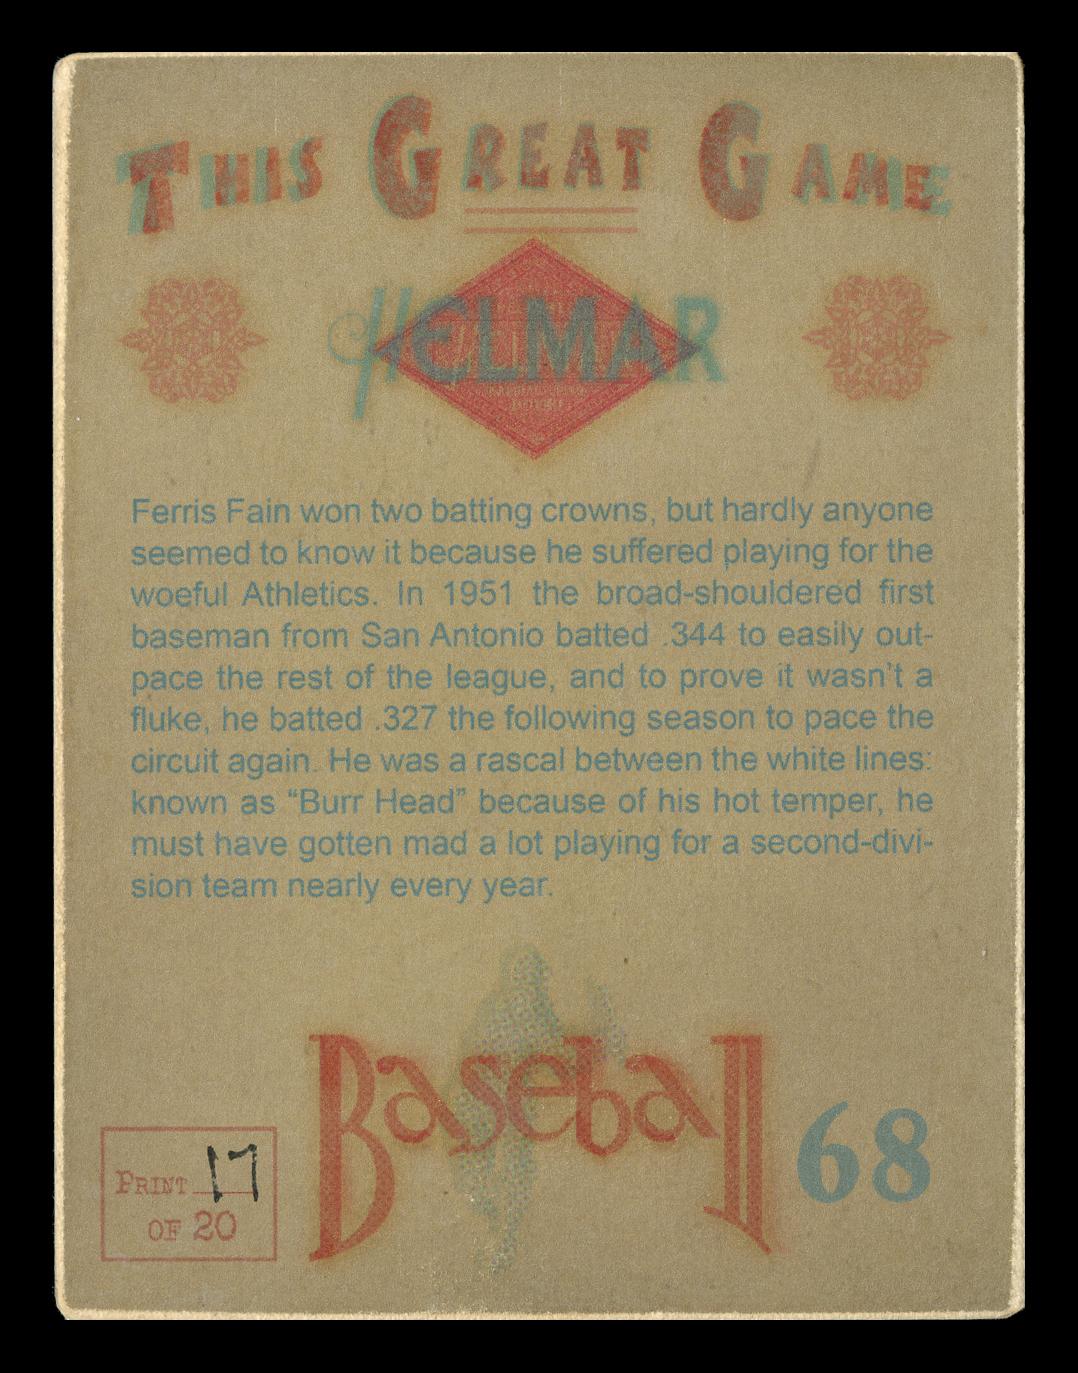 THIS GREAT GAME
HELMAR
Ferris Fain won two batting crowns, but hardly anyone
seemed to know it because he suffered playing for the
woeful Athletics. In 1951 the broad-shouldered first
baseman from San Antonio batted .344 to easily out-
pace the rest of the league, and to prove it wasn't a
fluke, he batted .327 the following season to pace the
circuit again. He was a rascal between the white lines:
known as “Burr Head” because of his hot temper, he
must have gotten mad a lot playing for a second-divi-
sion team nearly every year.
Baseball
68
PRINT 17
OF 20